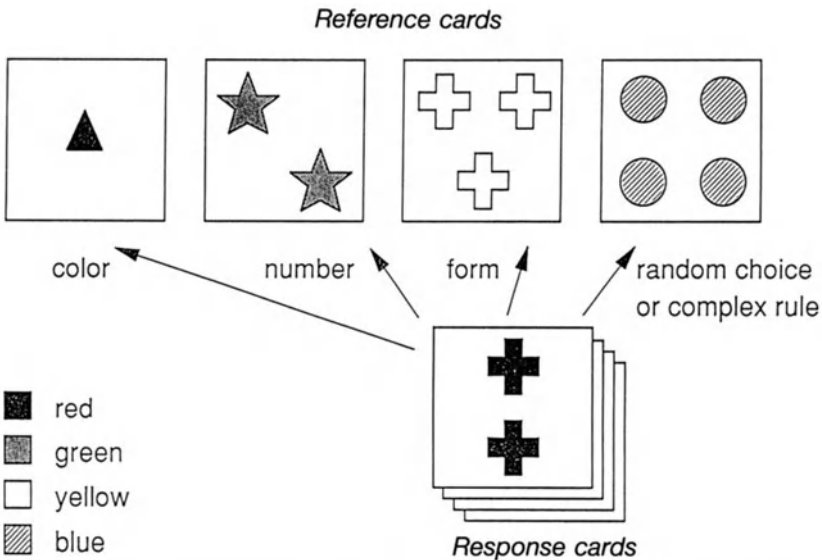 Reference cards
color
number
form
random choice
or complex rule
red
green
yellow
blue
Response cards